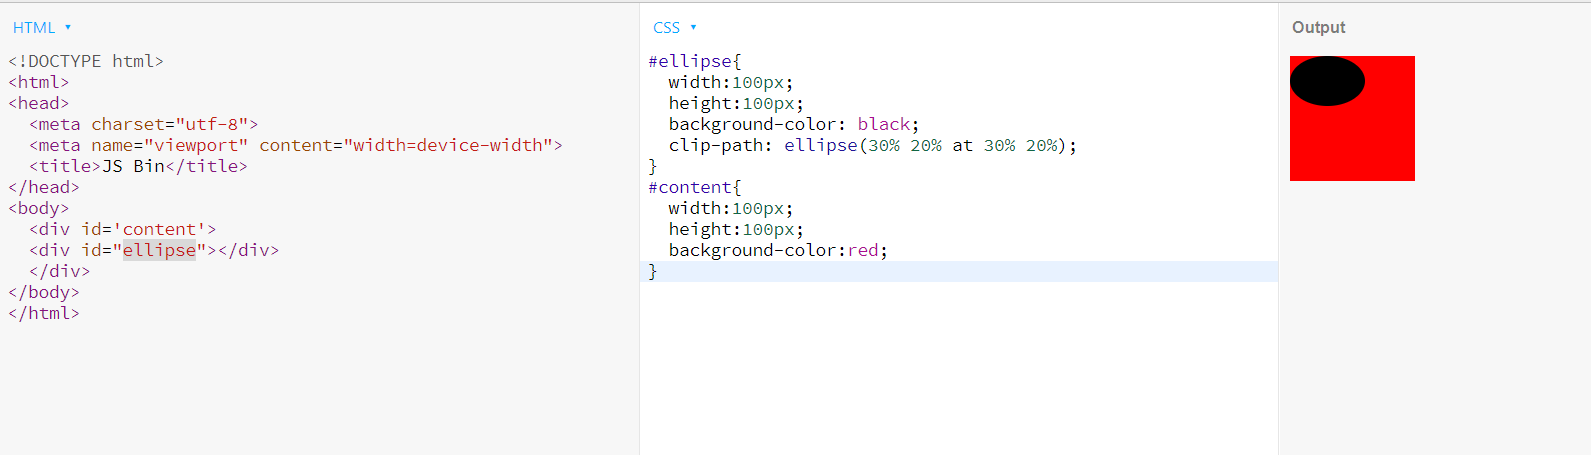 HTML ▾
<!DOCTYPE html>
<html>
<head>
  <meta charset="utf-8">
  <meta name="viewport" content="width=device-width">
  <title>JS Bin</title>
</head>
<body>
  <div id='content'>
  <div id="ellipse"></div>
  </div>
</body>
</html>
CSS ▾
#ellipse{
  width:100px;
  height:100px;
  background-color: black;
  clip-path: ellipse(30% 20% at 30% 20%);
}
#content{
  width:100px;
  height:100px;
  background-color:red;
}
Output